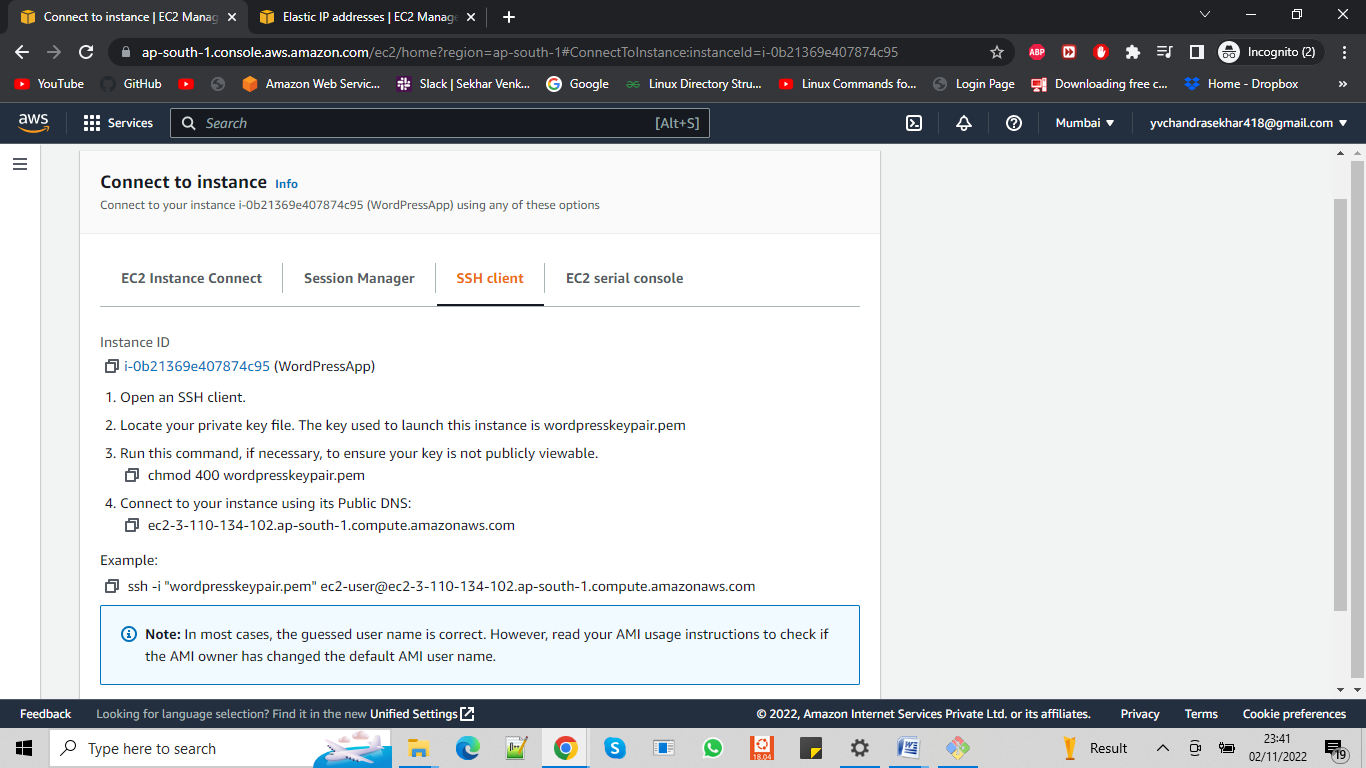 Connect to instance | EC2 Manag
Elastic IP addresses | EC2 Manage
ap-south-1.console.aws.amazon.com/ec2/home?region=ap-south-1#ConnectToInstance:instanceId=i-0b21369e407874c95
ABP
Incognito (2)
YouTube
GitHub
Amazon Web Servic...
Slack | Sekhar Venk...
Google
Linux Directory Stru...
Linux Commands fo...
Login Page
Downloading free c...
Home - Dropbox
»
aws
Services
Search
[Alt+S]
Mumbai
yvchandrasekhar418@gmail.com
Connect to instance Info
Connect to your instance i-0b21369e407874c95 (WordPressApp) using any of these options
EC2 Instance Connect
Session Manager
SSH client
EC2 serial console
Instance ID
i-0b21369e407874c95 (WordPressApp)
1. Open an SSH client.
2. Locate your private key file. The key used to launch this instance is wordpresskeypair.pem
3. Run this command, if necessary, to ensure your key is not publicly viewable.
chmod 400 wordpresskeypair.pem
4. Connect to your instance using its Public DNS:
ec2-3-110-134-102.ap-south-1.compute.amazonaws.com
Example:
ssh -i "wordpresskeypair.pem" ec2-user@ec2-3-110-134-102.ap-south-1.compute.amazonaws.com
Note: In most cases, the guessed user name is correct. However, read your AMI usage instructions to check if
the AMI owner has changed the default AMI user name.
Feedback
Looking for language selection? Find it in the new Unified Settings
© 2022, Amazon Internet Services Private Ltd. or its affiliates.
Privacy
Terms
Cookie preferences
Type here to search
18.04
Result
23:41
02/11/2022
19